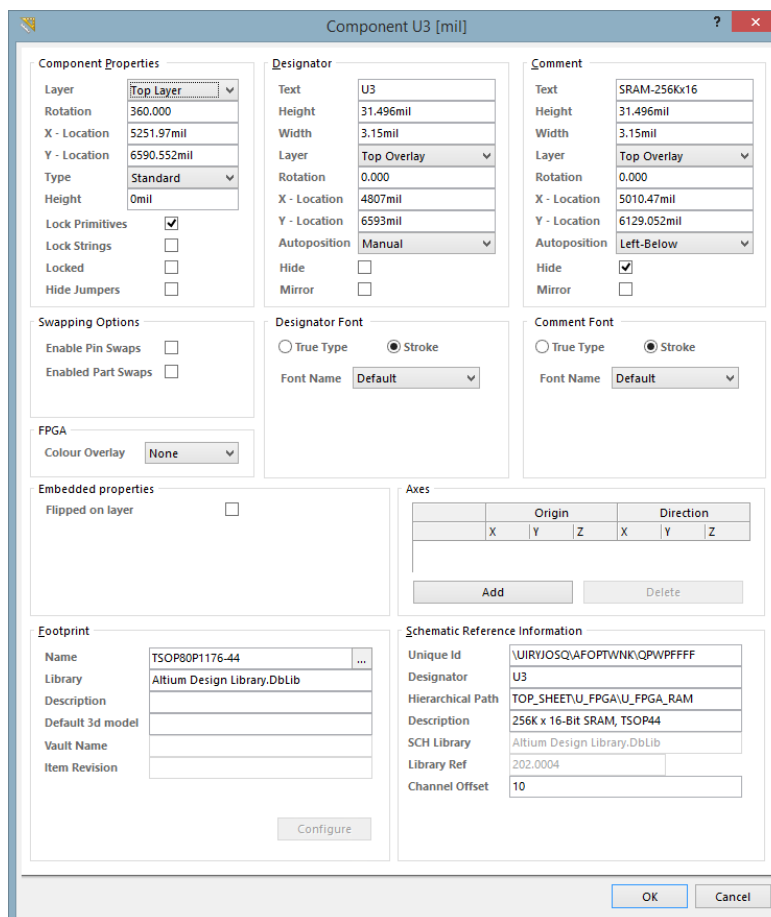 Component U3 [mil]
?
Component Properties
Layer Top Layer
Rotation 360.000
X - Location 5251.97mil
Y - Location 6590.552mil
Type Standard
Height 0mil
Lock Primitives
Lock Strings
Locked
Hide Jumpers
Designator
Text U3
Height 31.496mil
Width 3.15mil
Layer Top Overlay
Rotation 0.000
X - Location 4807mil
Y - Location 6593mil
Autoposition Manual
Hide
Mirror
Comment
Text SRAM-256Kx16
Height 31.496mil
Width 3.15mil
Layer Top Overlay
Rotation 0.000
X - Location 5010.47mil
Y - Location 6129.052mil
Autoposition Left-Below
Hide
Mirror
Swapping Options
Enable Pin Swaps
Enabled Part Swaps
Designator Font
True Type Stroke
Font Name Default
Comment Font
True Type Stroke
Font Name Default
FPGA
Colour Overlay None
Embedded properties
Flipped on layer
Axes
Origin Direction
X Y Z X Y Z
Add Delete
Footprint
Name TSOP80P1176-44 ...
Library Altium Design Library.DbLib
Description
Default 3d model
Vault Name
Item Revision
Configure
Schematic Reference Information
Unique Id \UIRYJOSQ\AFOPTWNK\QPWPFFFF
Designator U3
Hierarchical Path TOP_SHEET\U_FPGA\U_FPGA_RAM
Description 256K x 16-Bit SRAM, TSOP44
SCH Library Altium Design Library.DbLib
Library Ref 202.0004
Channel Offset 10
OK Cancel